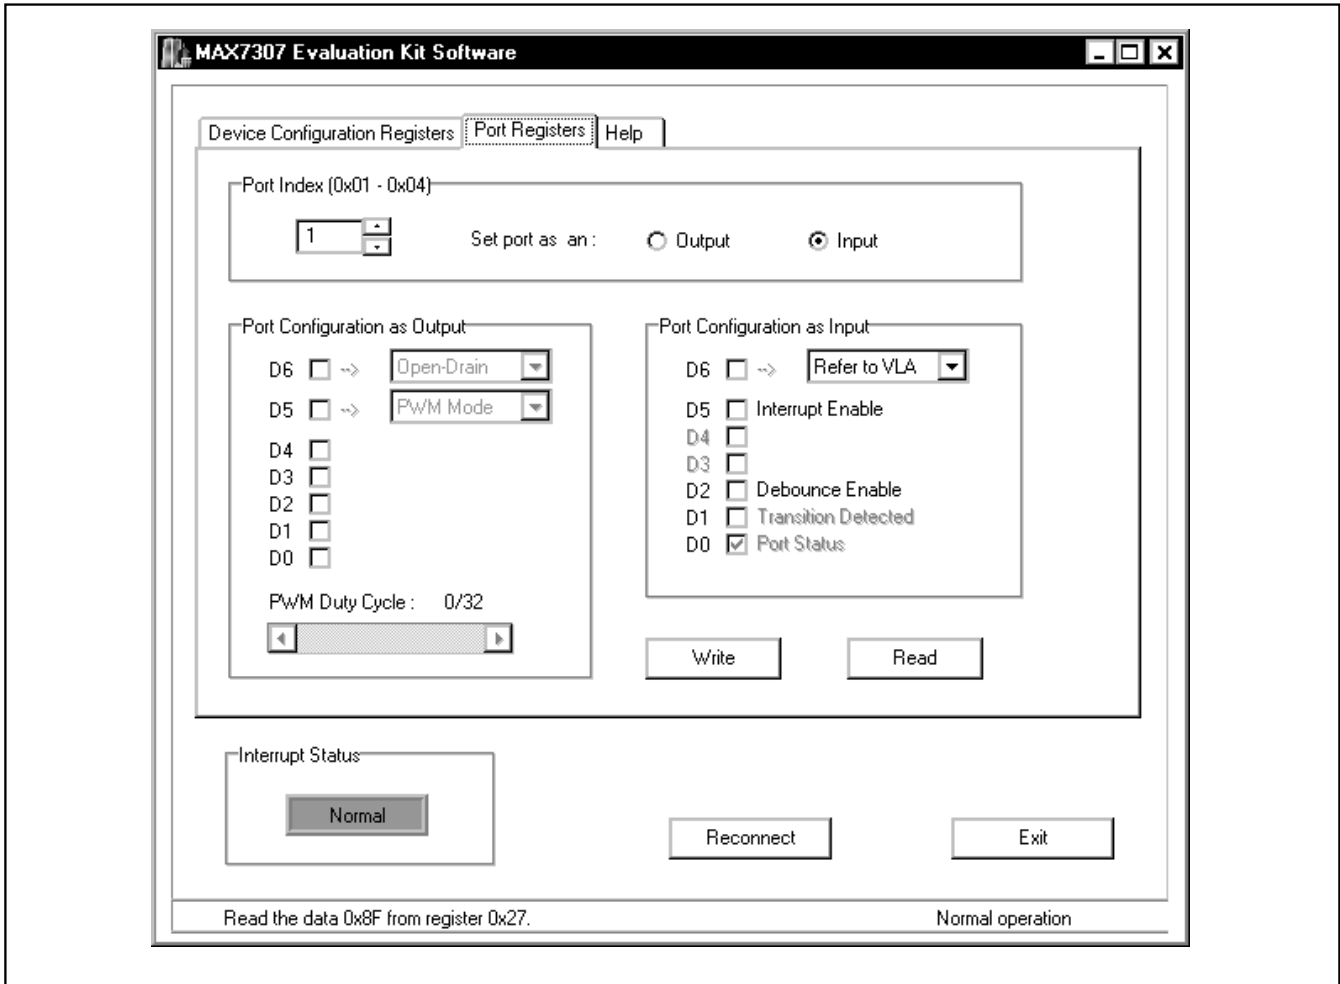 MAX7307 Evaluation Kit Software
Device Configuration Registers Port Registers Help
Port Index (0x01 - 0x04)
1 Set port as an : Output Input
Port Configuration as Output
D6 --> Open-Drain
D5 --> PWM Mode
D4
D3
D2
D1
D0
PWM Duty Cycle : 0/32
Port Configuration as Input
D6 --> Refer to VLA
D5 Interrupt Enable
D4
D3
D2 Debounce Enable
D1 Transition Detected
D0 Port Status
Write Read
Interrupt Status
Normal
Reconnect Exit
Read the data 0x8F from register 0x27. Normal operation